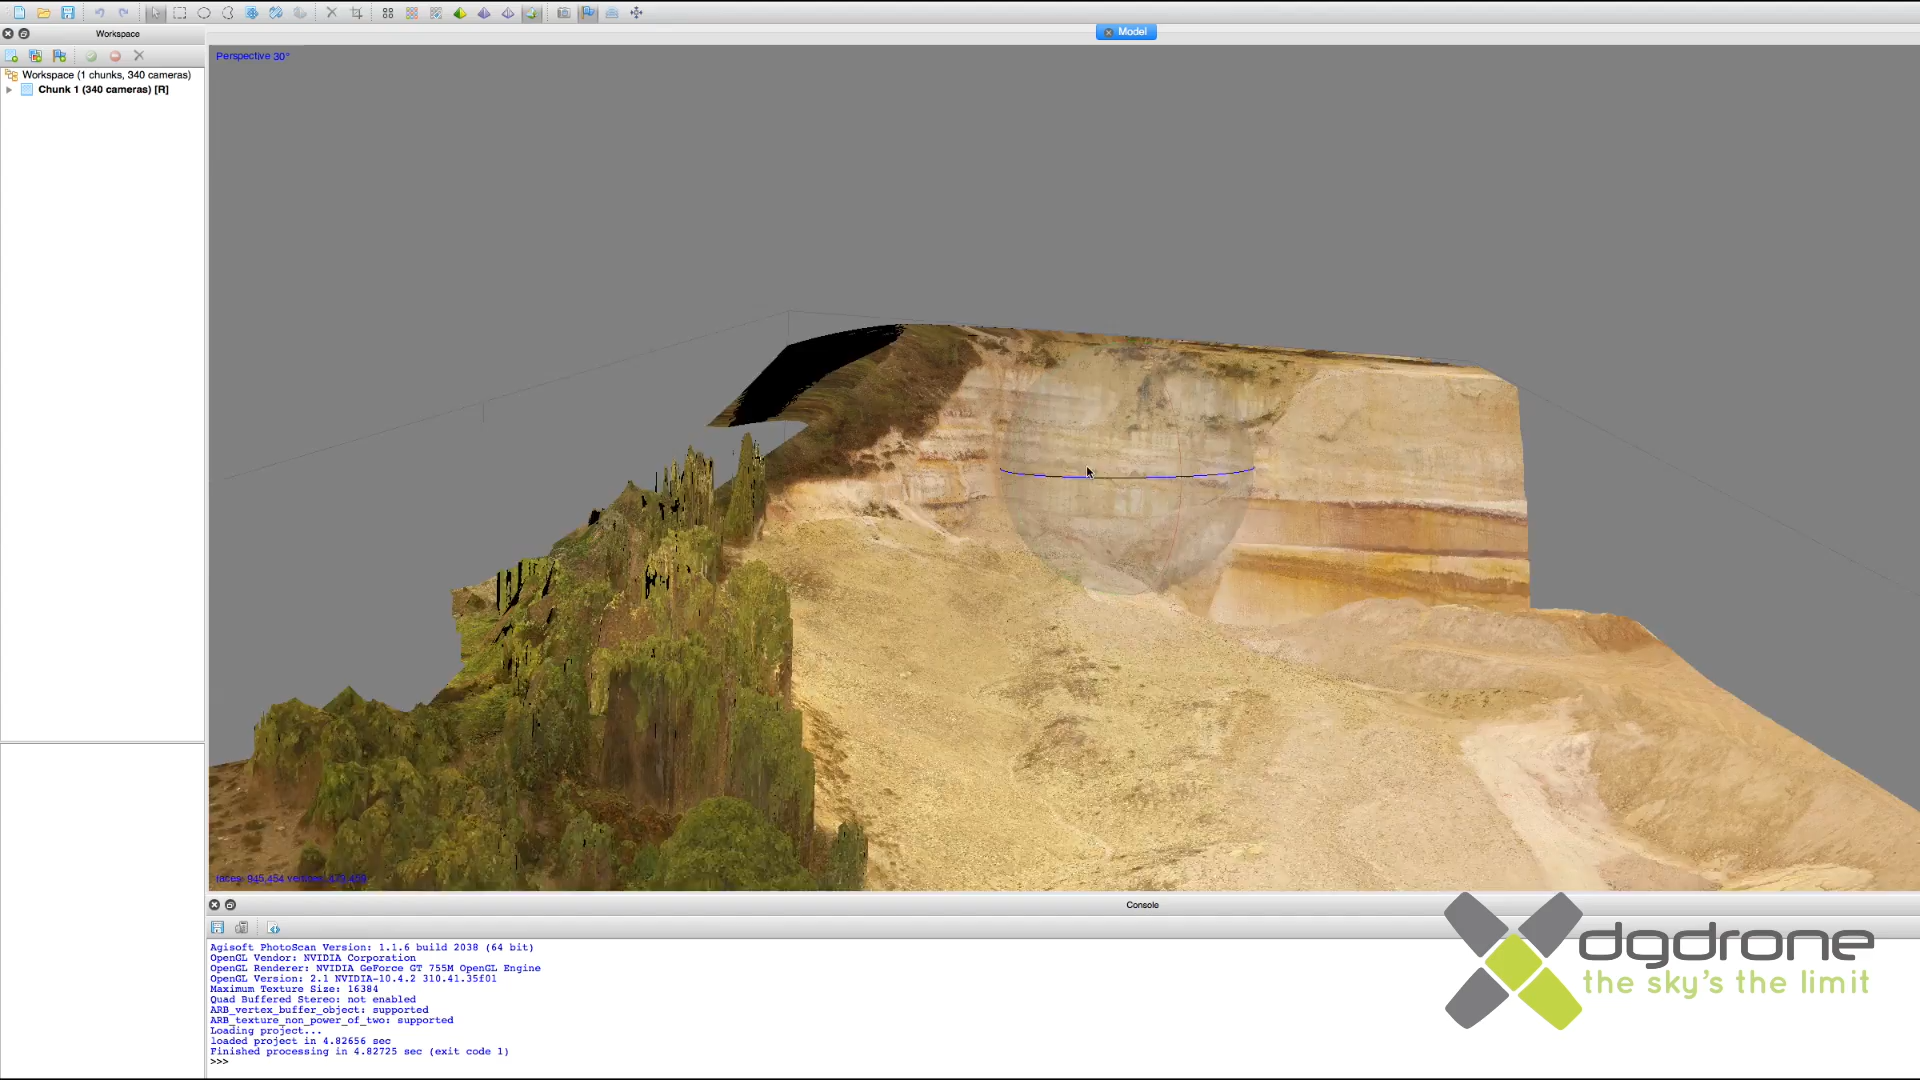 Workspace
Model
Workspace (1 chunks, 340 cameras)
Chunk 1 (340 cameras) [R]
Perspective 30°
faces: 945,454
Console
Agisoft PhotoScan Version: 1.1.6 build 2038 (64 bit)
OpenGL Vendor: NVIDIA Corporation
OpenGL Renderer: NVIDIA GeForce GT 755M OpenGL Engine
OpenGL Version: 2.1 NVIDIA-10.4.2 310.41.35f01
Maximum Texture Size: 16384
Quad Buffered Stereo: not enabled
ARB_vertex_buffer_object: supported
ARB_texture_non_power_of_two: supported
Loading project...
loaded project in 4.82656 sec
Finished processing in 4.82725 sec (exit code 1)
>>>
dgdrone
the sky's the limit